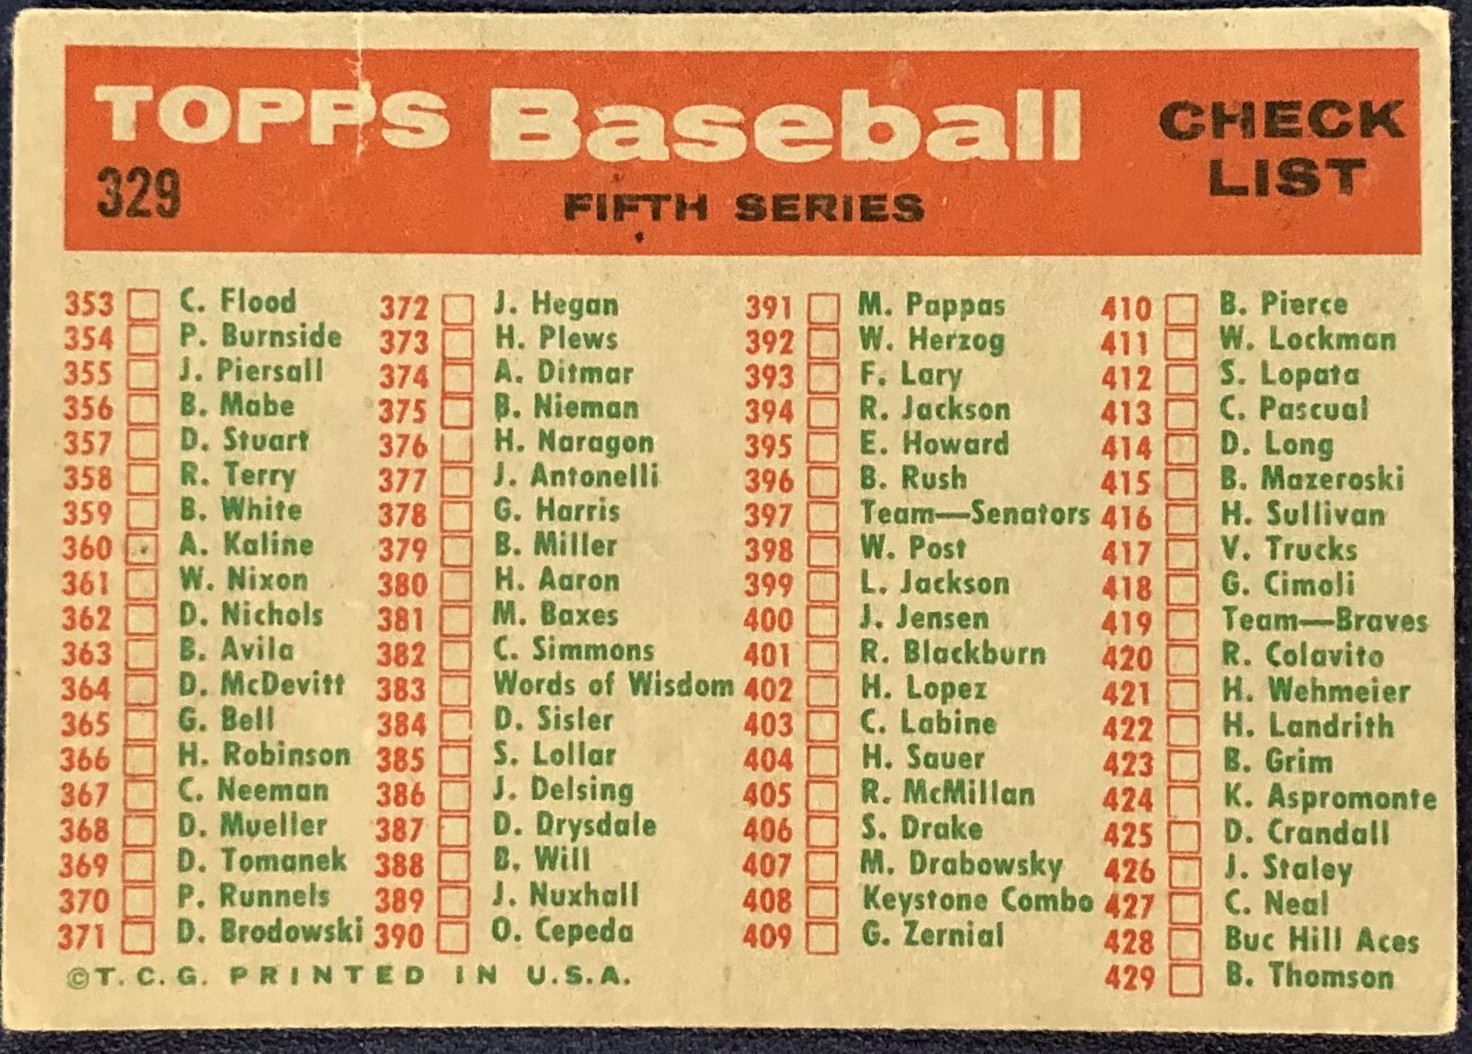 TOPPS Baseball
CHECK LIST
329
FIFTH SERIES
353 C. Flood
354 P. Burnside
355 J. Piersall
356 B. Mabe
357 D. Stuart
358 R. Terry
359 B. White
360 A. Kaline
361 W. Nixon
362 D. Nichols
363 B. Avila
364 D. McDevitt
365 G. Bell
366 H. Robinson
367 C. Neeman
368 D. Mueller
369 D. Tomanek
370 P. Runnels
371 D. Brodowski
372 J. Hegan
373 H. Plews
374 A. Ditmar
375 B. Nieman
376 H. Naragon
377 J. Antonelli
378 G. Harris
379 B. Miller
380 H. Aaron
381 M. Baxes
382 C. Simmons
383 Words of Wisdom
384 D. Sisler
385 S. Lollar
386 J. Delsing
387 D. Drysdale
388 B. Will
389 J. Nuxhall
390 O. Cepeda
391 M. Pappas
392 W. Herzog
393 F. Lary
394 R. Jackson
395 E. Howard
396 B. Rush
397 Team—Senators
398 W. Post
399 L. Jackson
400 J. Jensen
401 R. Blackburn
402 H. Lopez
403 C. Labine
404 H. Sauer
405 R. McMillan
406 S. Drake
407 M. Drabowsky
408 Keystone Combo
409 G. Zernial
410 B. Pierce
411 W. Lockman
412 S. Lopata
413 C. Pascual
414 D. Long
415 B. Mazeroski
416 H. Sullivan
417 V. Trucks
418 G. Cimoli
419 Team—Braves
420 R. Colavito
421 H. Wehmeier
422 H. Landrith
423 B. Grim
424 K. Aspromonte
425 D. Crandall
426 J. Staley
427 C. Neal
428 Buc Hill Aces
429 B. Thomson
©T. C. G. PRINTED IN U.S.A.